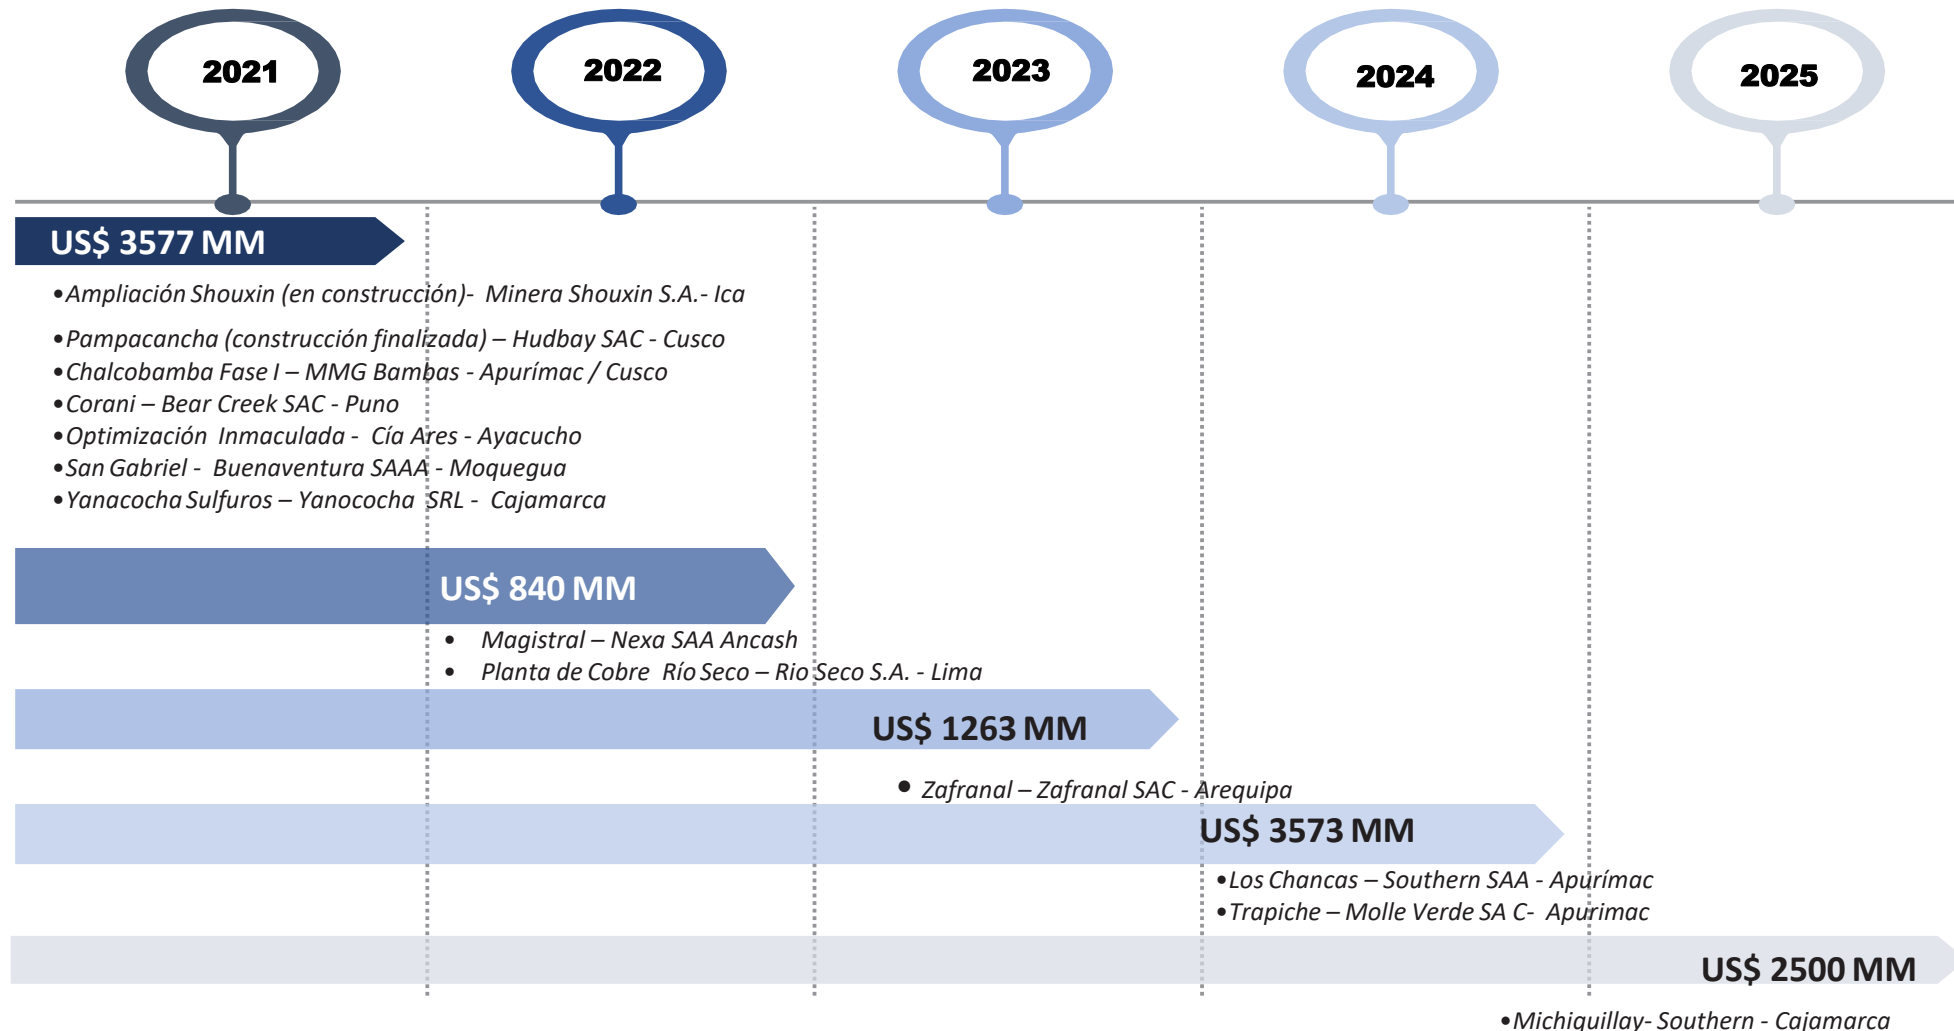 2021
2022
2023
2024
2025
US$ 3577 MM
•Ampliación Shouxin (en construcción)- Minera Shouxin S.A.- Ica
•Pampacancha (construcción finalizada) – Hudbay SAC - Cusco
•Chalcobamba Fase I – MMG Bambas - Apurímac / Cusco
•Corani – Bear Creek SAC - Puno
•Optimización Inmaculada - Cía Ares - Ayacucho
•San Gabriel - Buenaventura SAAA - Moquegua
•Yanacocha Sulfuros – Yanococha SRL - Cajamarca
US$ 840 MM
• Magistral – Nexa SAA Ancash
• Planta de Cobre Río Seco – Rio Seco S.A. - Lima
US$ 1263 MM
• Zafranal – Zafranal SAC - Arequipa
US$ 3573 MM
•Los Chancas – Southern SAA - Apurímac
•Trapiche – Molle Verde SA C- Apurimac
US$ 2500 MM
•Michiquillay- Southern - Cajamarca